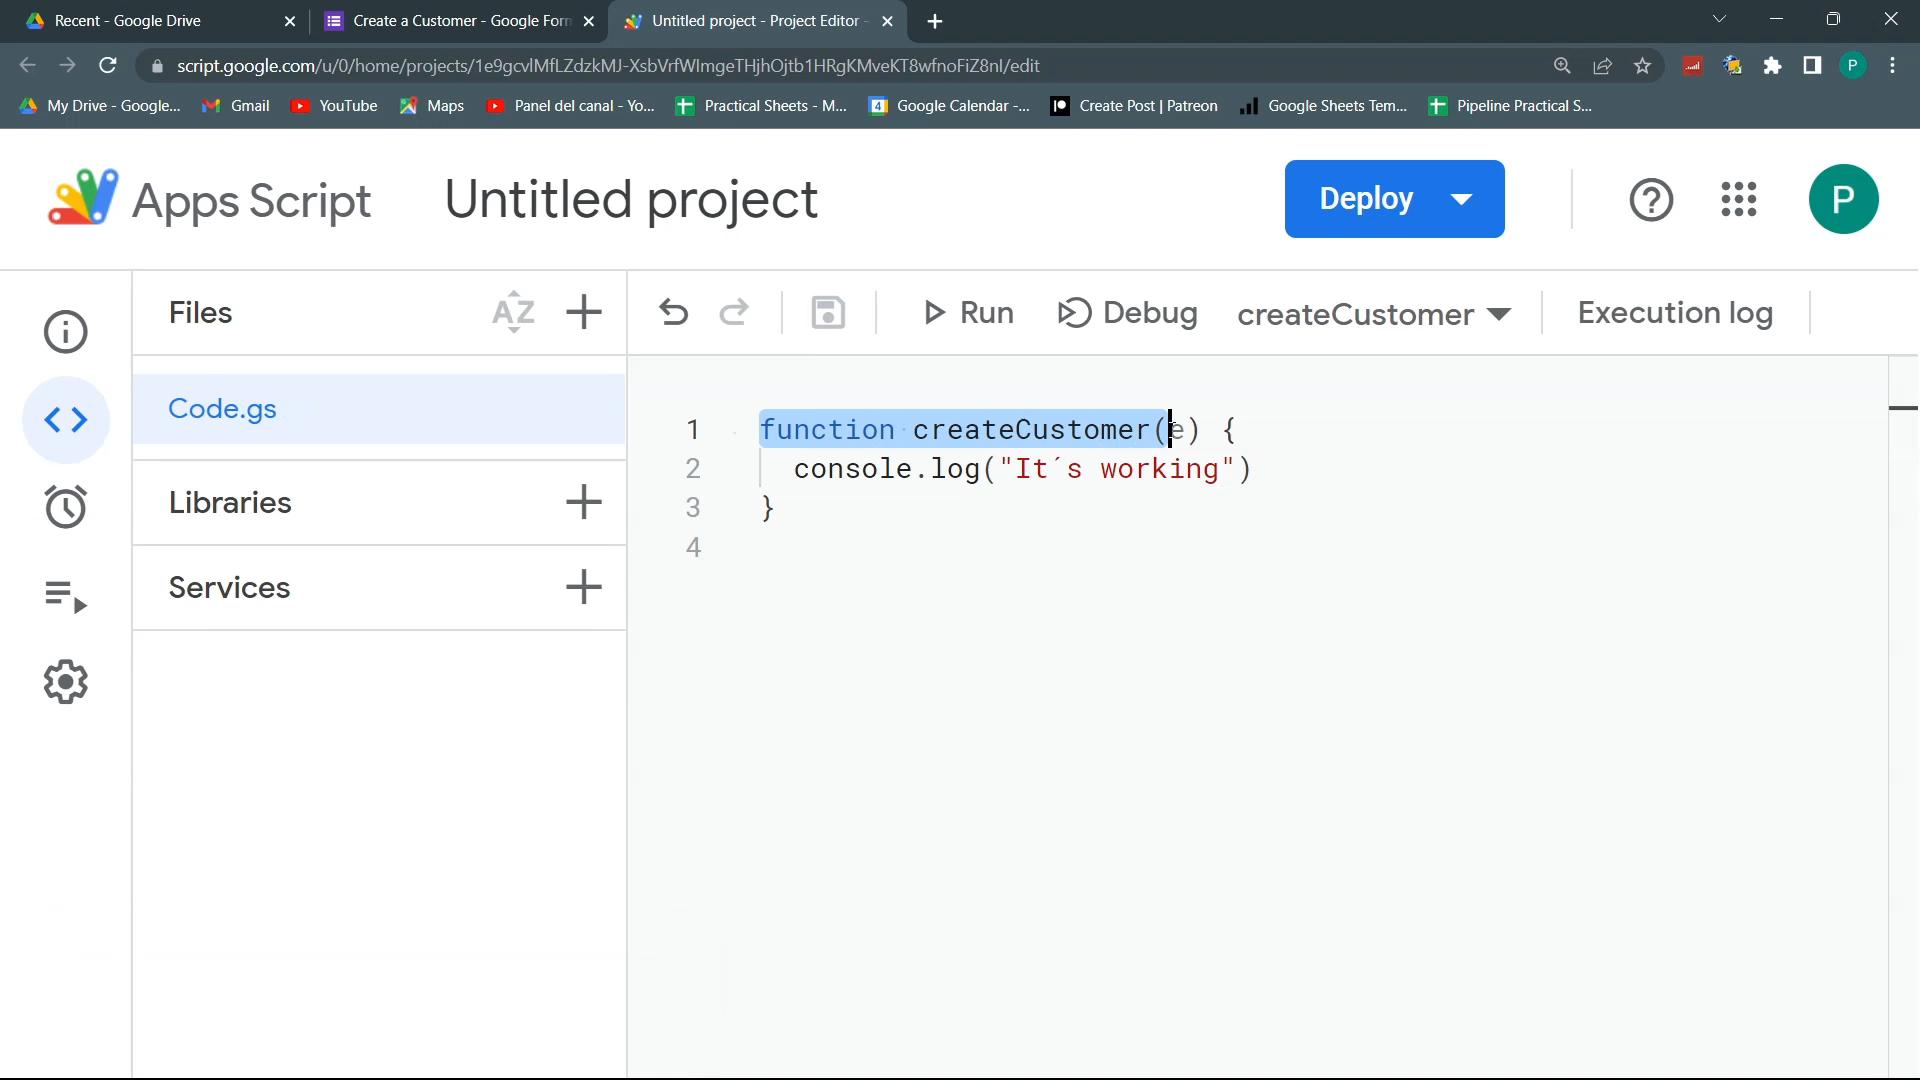 Recent - Google Drive
Create a Customer - Google Form
Untitled project - Project Editor -
script.google.com/u/0/home/projects/1e9gcvlMfLZdzkMJ-XsbVrfWlmgeTHjhOjtb1HRgKMveKT8wfnoFiZ8nl/edit
P
My Drive - Google...
Gmail
YouTube
Maps
Panel del canal - Yo...
Practical Sheets - M...
4
Google Calendar -...
Create Post | Patreon
Google Sheets Tem...
Pipeline Practical S...
Apps Script
Untitled project
Deploy
P
Files
AZ
Run
Debug
createCustomer
Execution log
Code.gs
Libraries
Services
1 function createCustomer(e) {
2 console.log("It´s working")
3 }
4